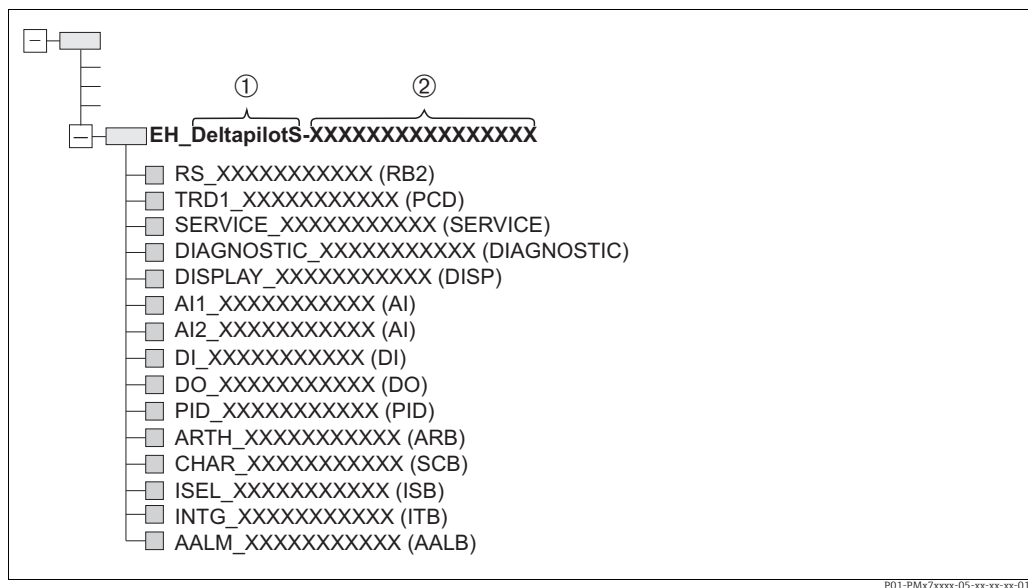 ① ②
EH_DeltapilotS-XXXXXXXXXXXXXXXX
RS_XXXXXXXXXXX (RB2)
TRD1_XXXXXXXXXXX (PCD)
SERVICE_XXXXXXXXXXX (SERVICE)
DIAGNOSTIC_XXXXXXXXXXX (DIAGNOSTIC)
DISPLAY_XXXXXXXXXXX (DISP)
AI1_XXXXXXXXXXX (AI)
AI2_XXXXXXXXXXX (AI)
DI_XXXXXXXXXXX (DI)
DO_XXXXXXXXXXX (DO)
PID_XXXXXXXXXXX (PID)
ARTH_XXXXXXXXXXX (ARB)
CHAR_XXXXXXXXXXX (SCB)
ISEL_XXXXXXXXXXX (ISB)
INTG_XXXXXXXXXXX (ITB)
AALM_XXXXXXXXXXX (AALB)
P01-PMx7xxxx-05-xx-xx-xx-01